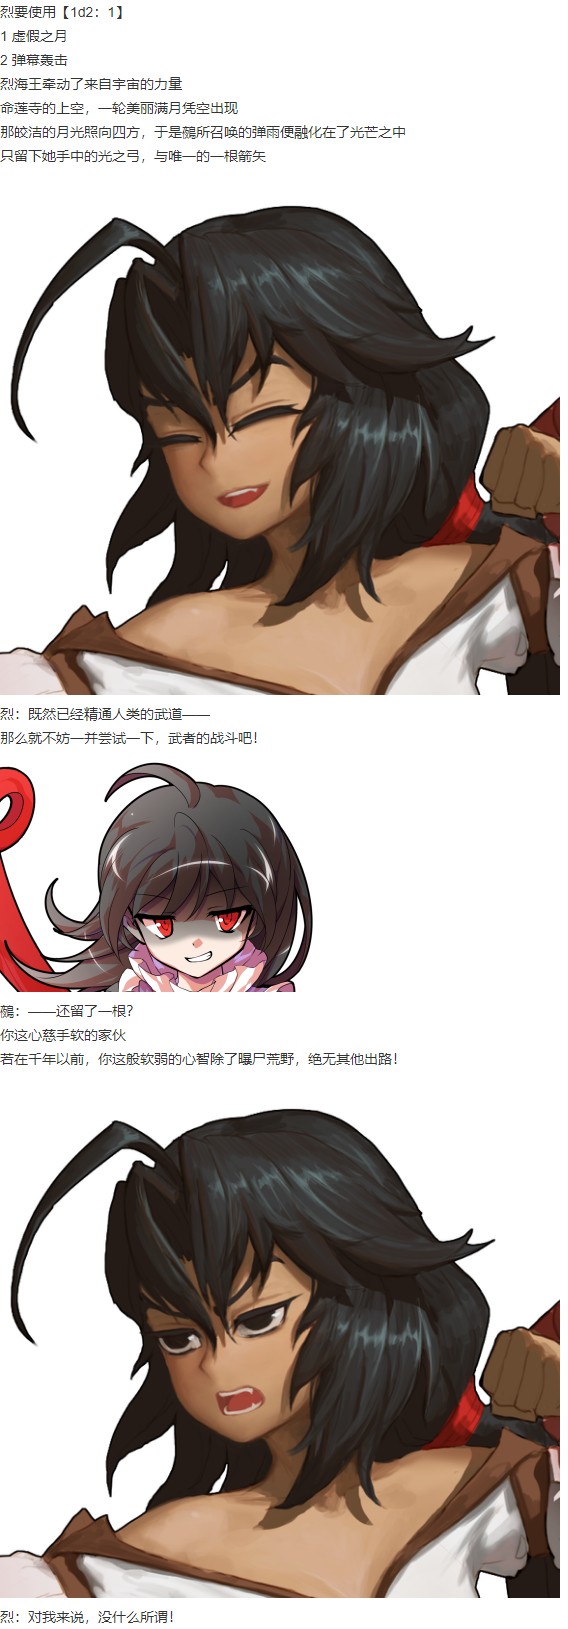 烈要使用【1d2：1】
1 虚假之月
2 弹幕轰击
烈海王牵动了来自宇宙的力量
命莲寺的上空，一轮美丽满月凭空出现
那皎洁的月光照向四方，于是鵺所召唤的弹雨便融化在了光芒之中
只留下她手中的光之弓，与唯一的一根箭矢
烈：既然已经精通人类的武道——
那么就不妨一并尝试一下，武者的战斗吧！
鵺：——还留了一根？
你这心慈手软的家伙
若在千年以前，你这般软弱的心智除了曝尸荒野，绝无其他出路！
烈：对我来说，没什么所谓！